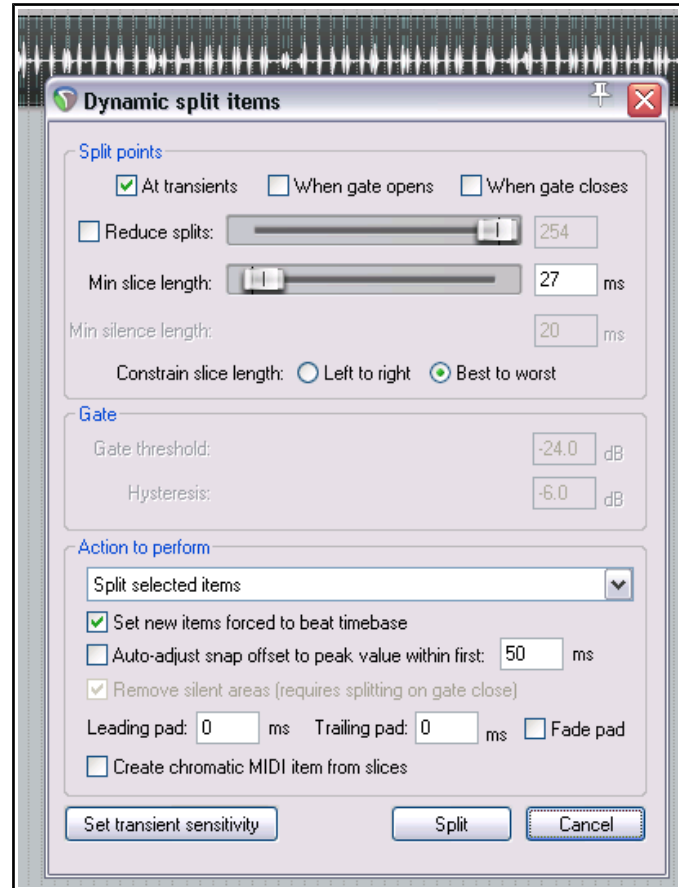 Dynamic split items
Split points
At transients When gate opens When gate closes
Reduce splits: 254
Min slice length: 27 ms
Min silence length: 20 ms
Constrain slice length: Left to right Best to worst
Gate
Gate threshold: -24.0 dB
Hysteresis: -6.0 dB
Action to perform
Split selected items
Set new items forced to beat timebase
Auto-adjust snap offset to peak value within first: 50 ms
Remove silent areas (requires splitting on gate close)
Leading pad: 0 ms Trailing pad: 0 ms Fade pad
Create chromatic MIDI item from slices
Set transient sensitivity Split Cancel